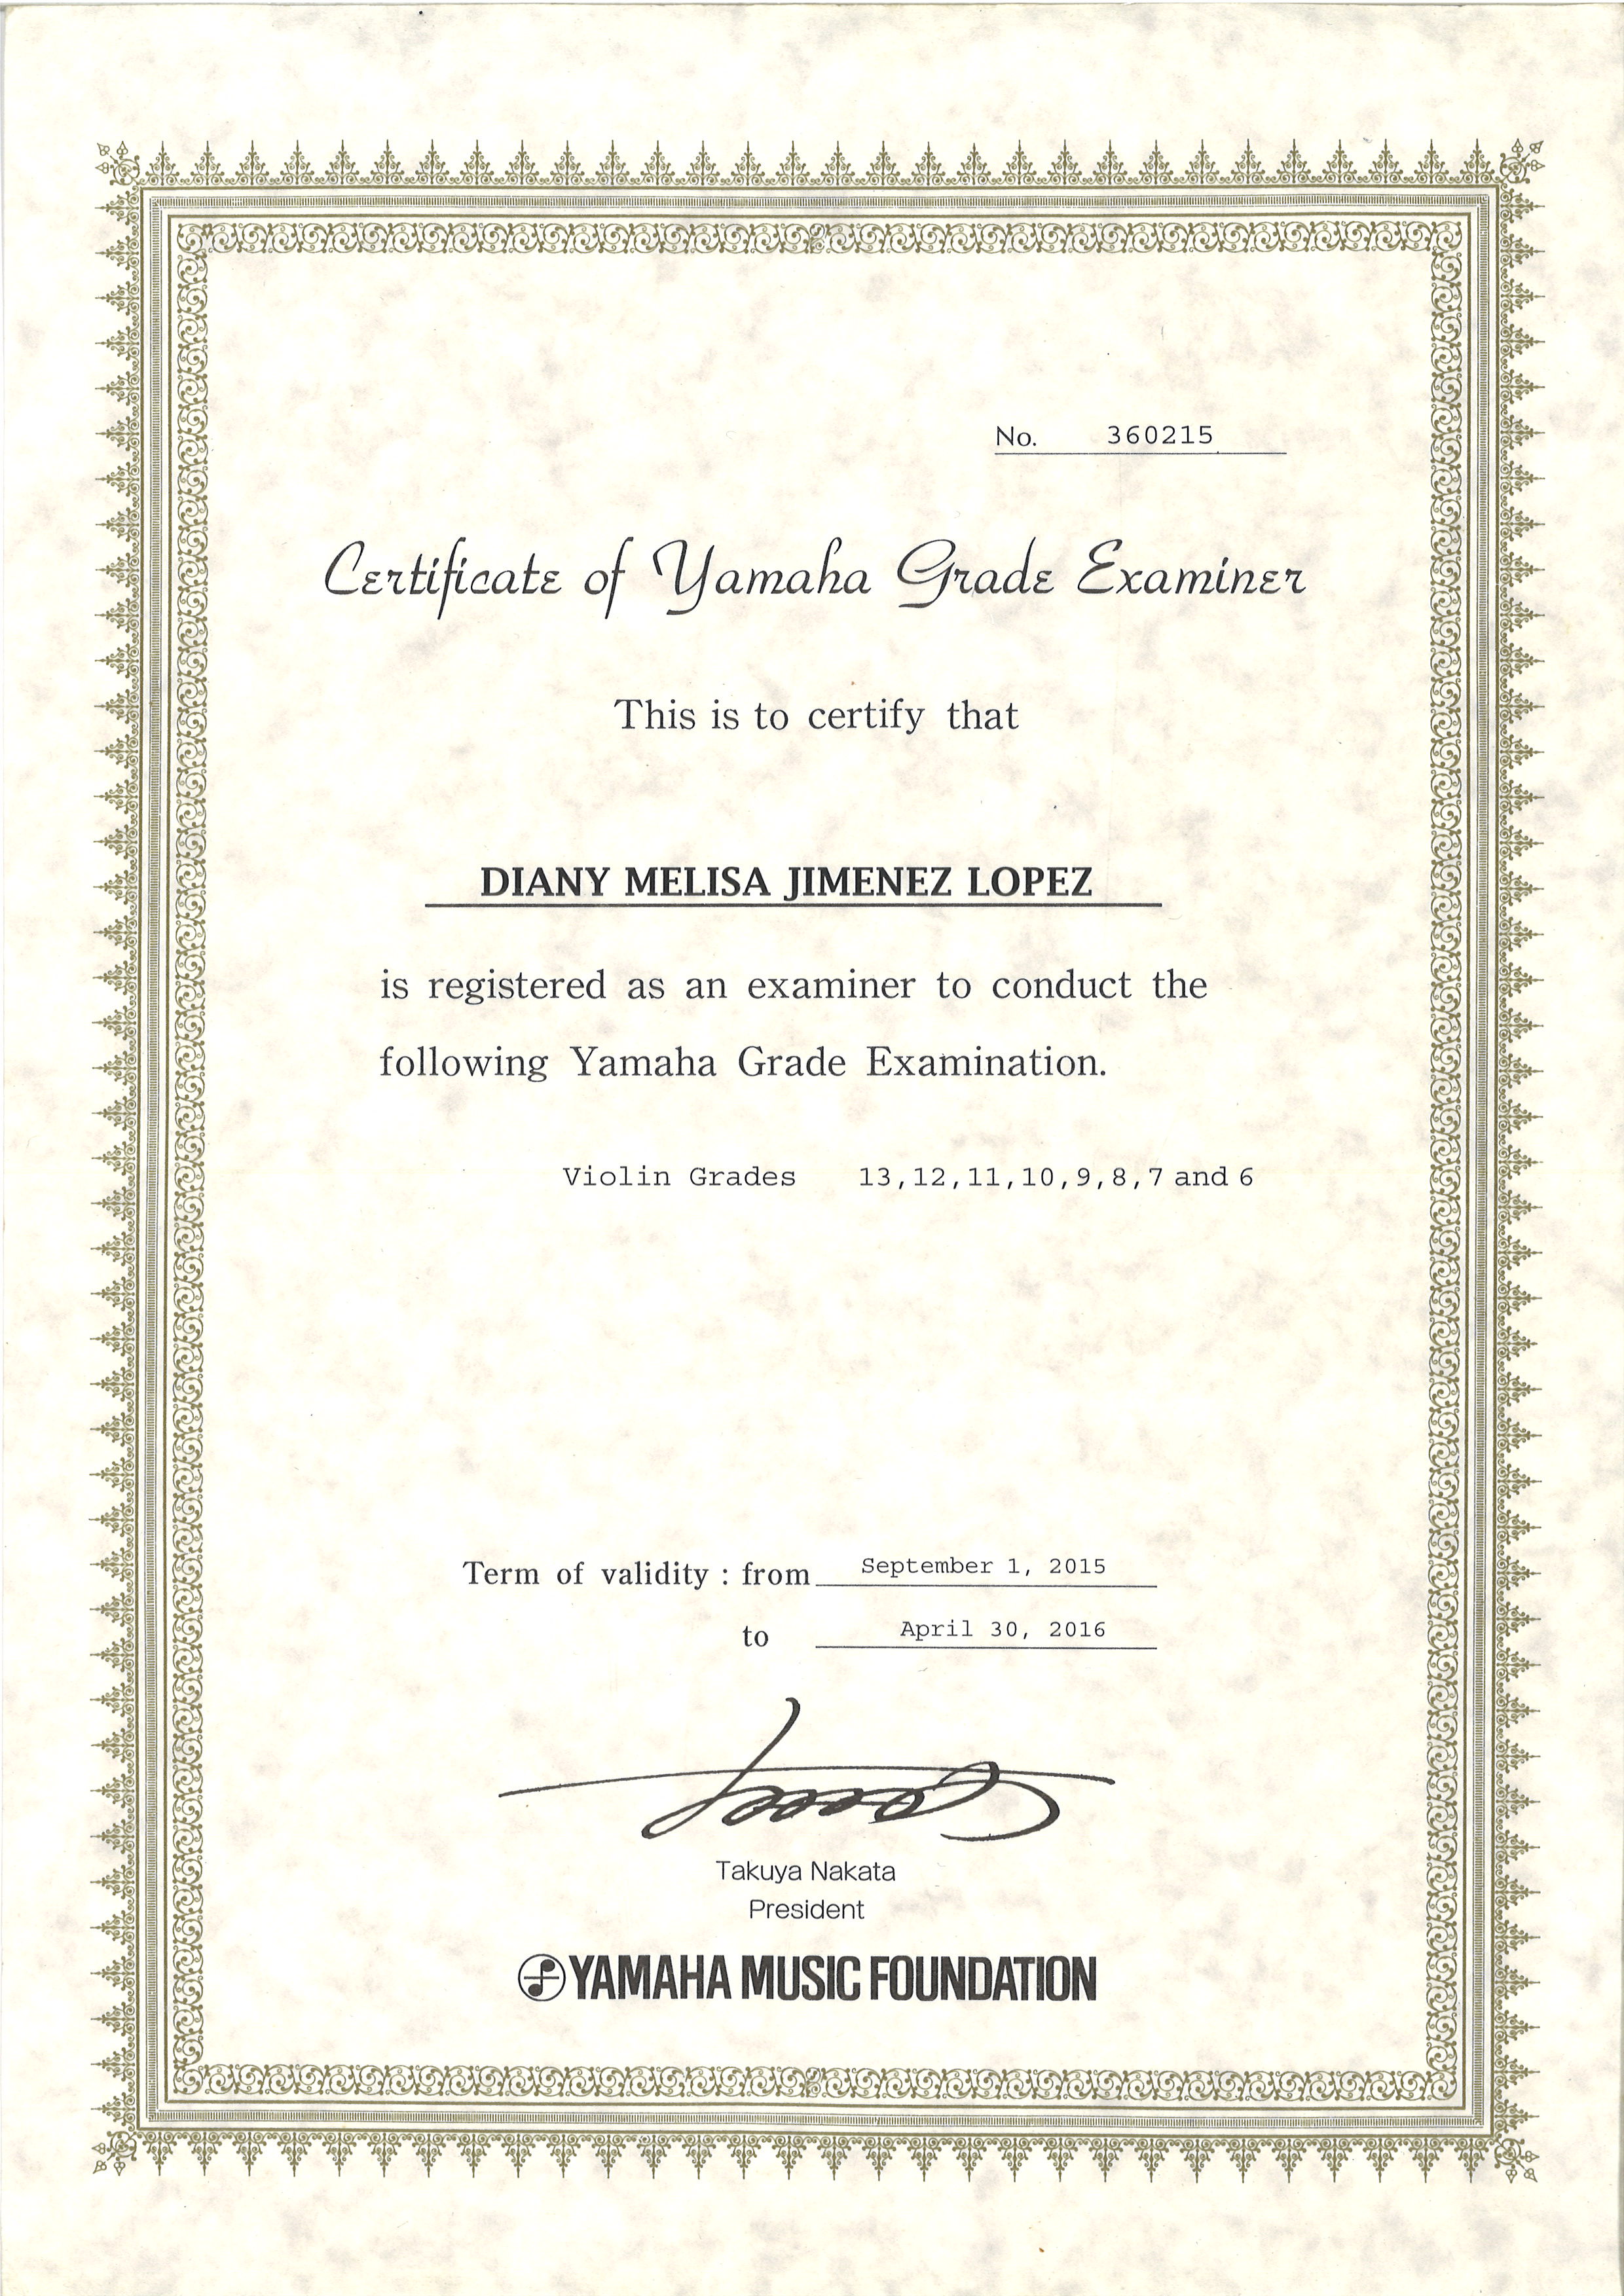 No. 360215
Certificate of Yamaha Grade Examiner
This is to certify that
DIANY MELISA JIMENEZ LOPEZ
is registered as an examiner to conduct the
following Yamaha Grade Examination.
Violin Grades 13,12,11,10,9,8,7 and 6
Term of validity : from September 1, 2015
to April 30, 2016
Takuya Nakata
President
YAMAHA MUSIC FOUNDATION